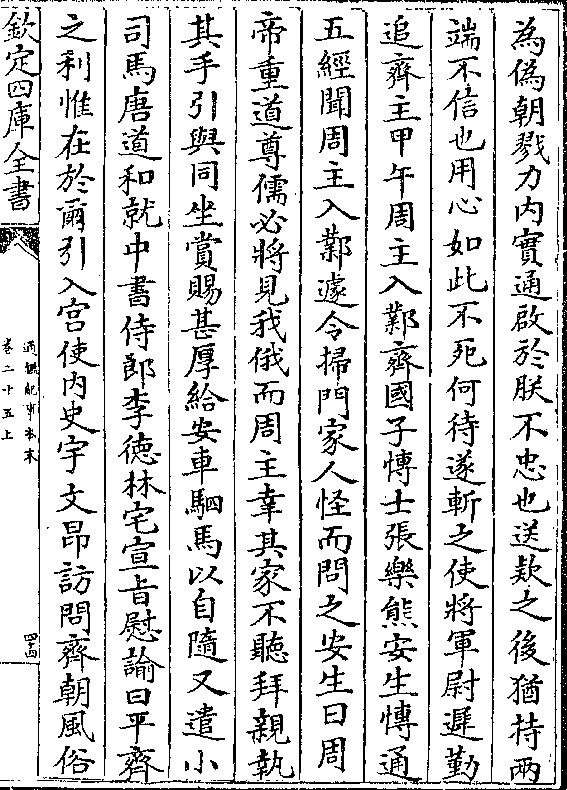 為偽朝戮力内實通啟於朕不忠也送欵之後猶持兩
端不信也用心如此不死何待遂斬之使將軍尉遲勤
追齊主甲午周主入鄴齊國子愽士張樂熊安生愽通
五經聞周主入鄴遽令掃門家人怪而問之安生曰周
帝重道尊儒必將見我俄而周主幸其家不聽拜親執
其手引與同坐賞賜甚厚給安車駟馬以自隨又遣小
司馬唐道和就中書侍郎李徳林宅宣㫖慰諭曰平齊
之利惟在於爾引入宫使内史宇文昂訪問齊朝風俗
欽定四庫全書
通鑑紀事本末
卷二十五上
四十四